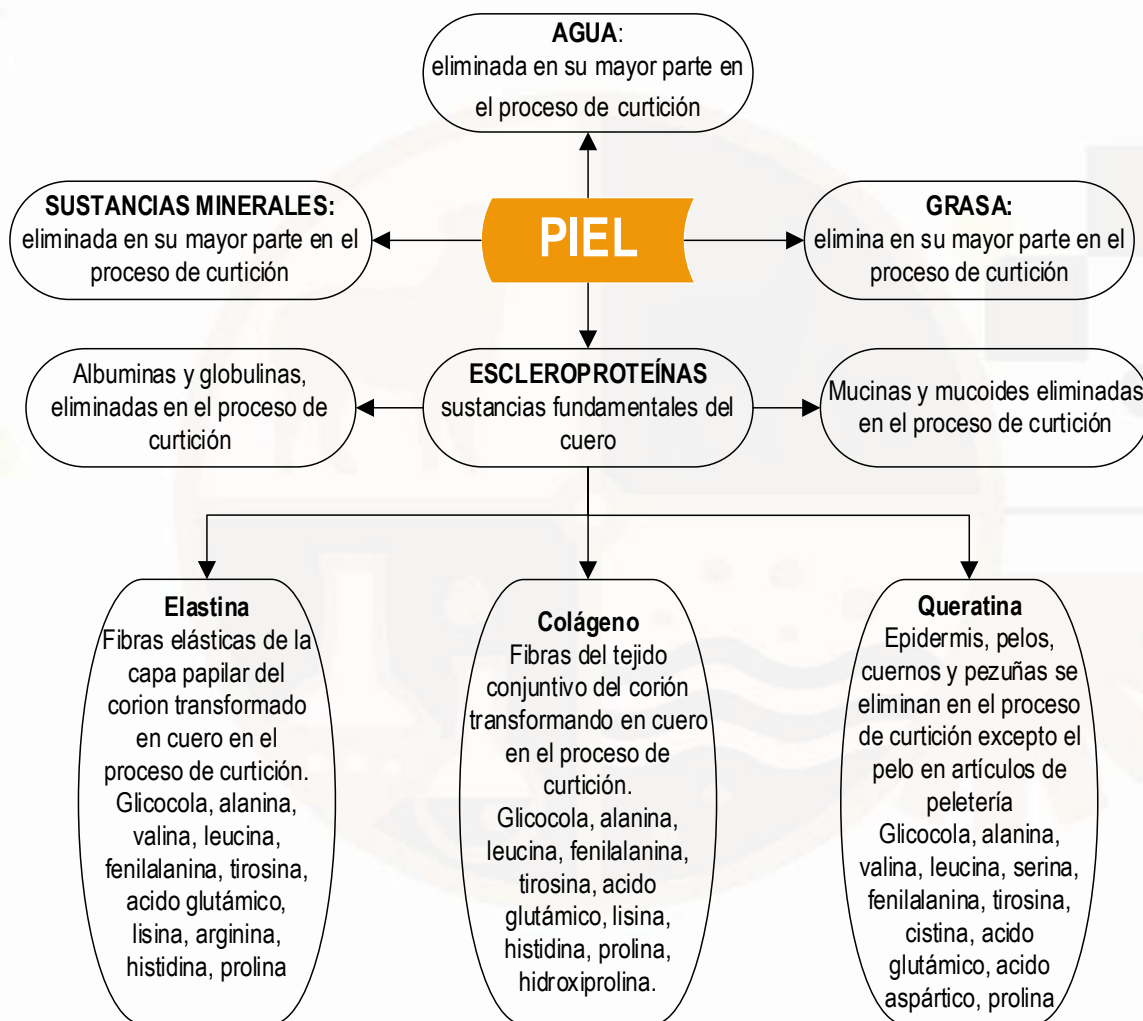 AGUA:
eliminada en su mayor parte en
el proceso de curtición
SUSTANCIAS MINERALES:
eliminada en su mayor parte en el
proceso de curtición
PIEL
GRASA:
elimina en su mayor parte en el
proceso de curtición
Albuminas y globulinas,
eliminadas en el proceso de
curtición
ESCLEROPROTEÍNAS
sustancias fundamentales del
cuero
Mucinas y mucoides eliminadas
en el proceso de curtición
Elastina
Fibras elásticas de la
capa papilar del
corion transformado
en cuero en el
proceso de curtición.
Glicocola, alanina,
valina, leucina,
fenilalanina, tirosina,
acido glutámico,
lisina, arginina,
histidina, prolina
Colágeno
Fibras del tejido
conjuntivo del corión
transformando en cuero
en el proceso de
curtición.
Glicocola, alanina,
leucina, fenilalanina,
tirosina, acido
glutámico, lisina,
histidina, prolina,
hidroxiprolina.
Queratina
Epidermis, pelos,
cuernos y pezuñas se
eliminan en el proceso
de curtición excepto el
pelo en artículos de
peletería
Glicocola, alanina,
valina, leucina, serina,
fenilalanina, tirosina,
cistina, acido
glutámico, acido
aspártico, prolina